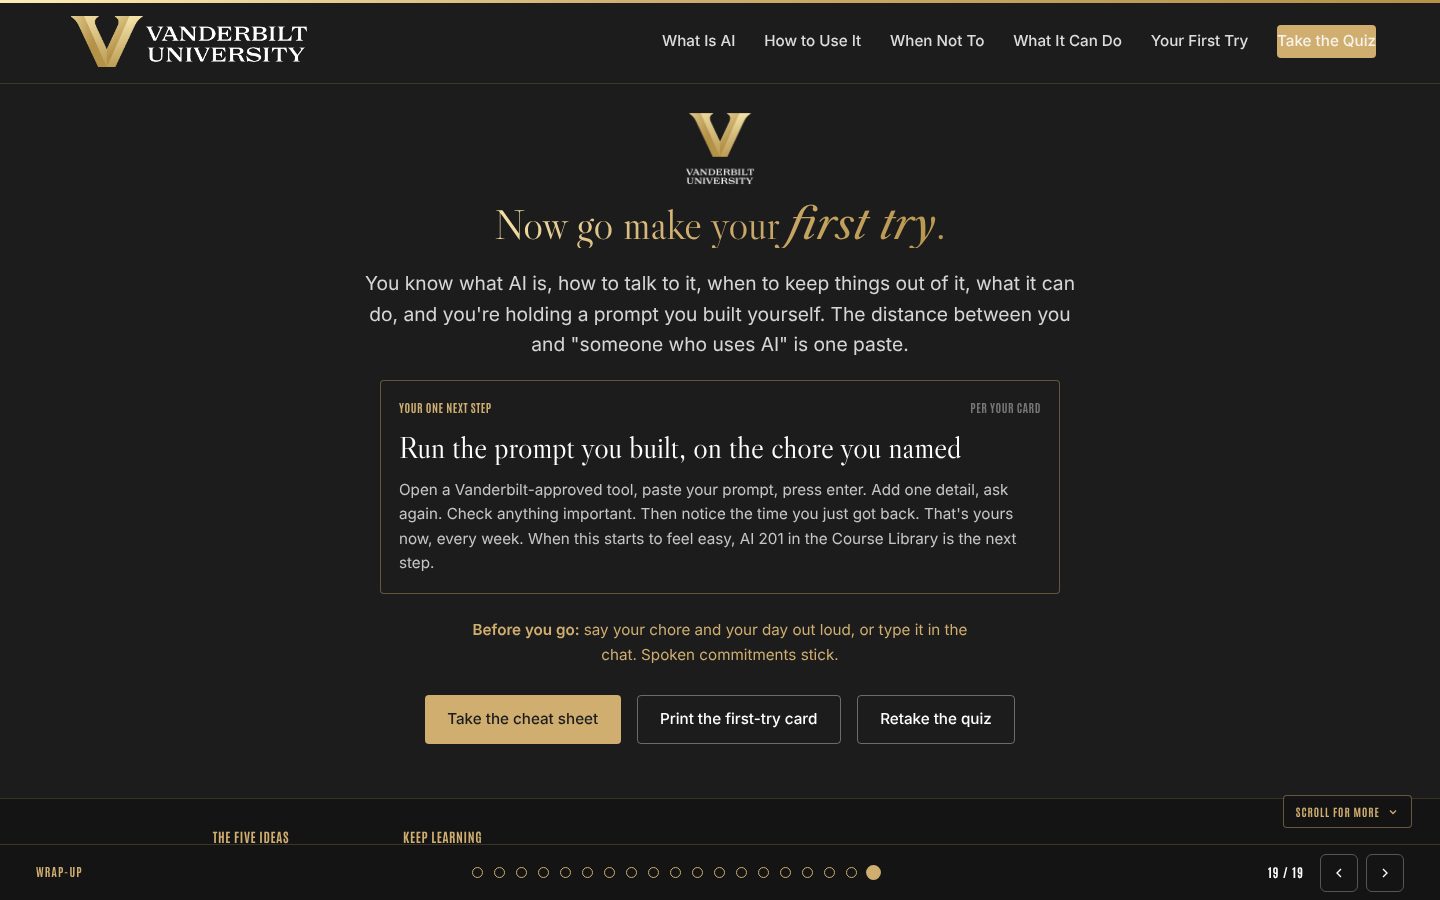 VANDERBILT
UNIVERSITY
What Is AI
How to Use It
When Not To
What It Can Do
Your First Try
Take the Quiz
VANDERBILT
UNIVERSITY
Now go make your first try.
You know what AI is, how to talk to it, when to keep things out of it, what it can
do, and you're holding a prompt you built yourself. The distance between you
and "someone who uses AI" is one paste.
YOUR ONE NEXT STEP
PER YOUR CARD
Run the prompt you built, on the chore you named
Open a Vanderbilt-approved tool, paste your prompt, press enter. Add one detail, ask
again. Check anything important. Then notice the time you just got back. That's yours
now, every week. When this starts to feel easy, AI 201 in the Course Library is the next
step.
Before you go: say your chore and your day out loud, or type it in the
chat. Spoken commitments stick.
Take the cheat sheet
Print the first-try card
Retake the quiz
SCROLL FOR MORE
THE FIVE IDEAS
KEEP LEARNING
WRAP-UP
19 / 19